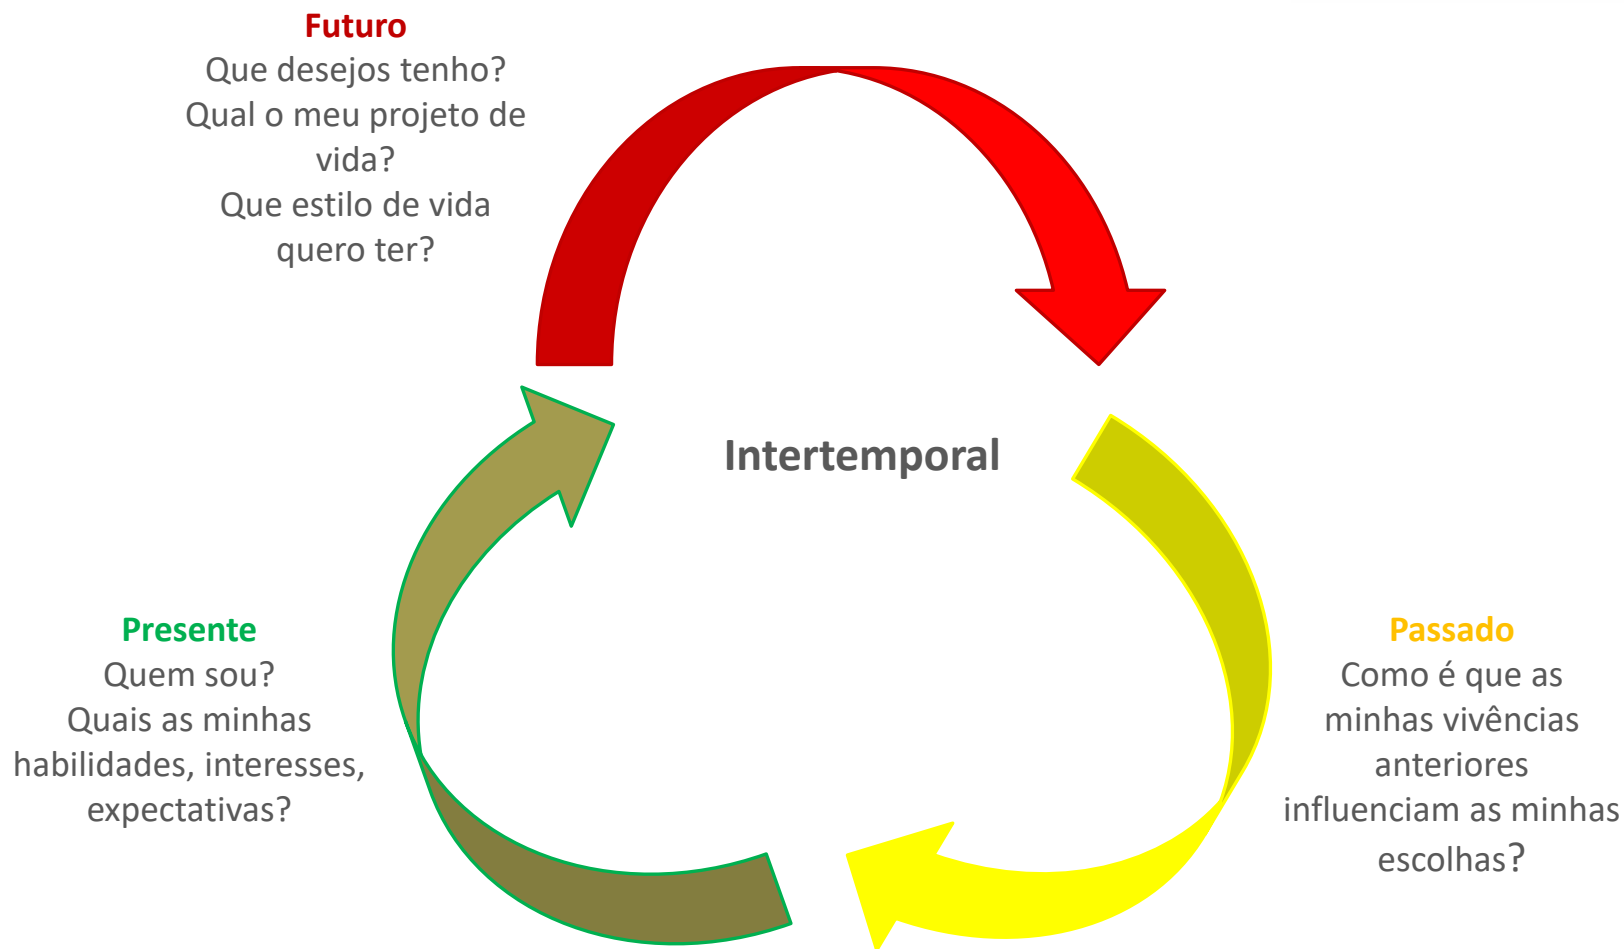 Futuro
Que desejos tenho?
Qual o meu projeto de
vida?
Que estilo de vida
quero ter?
Intertemporal
Presente
Quem sou?
Quais as minhas
habilidades, interesses,
expectativas?
Passado
Como é que as
minhas vivências
anteriores
influenciam as minhas
escolhas?